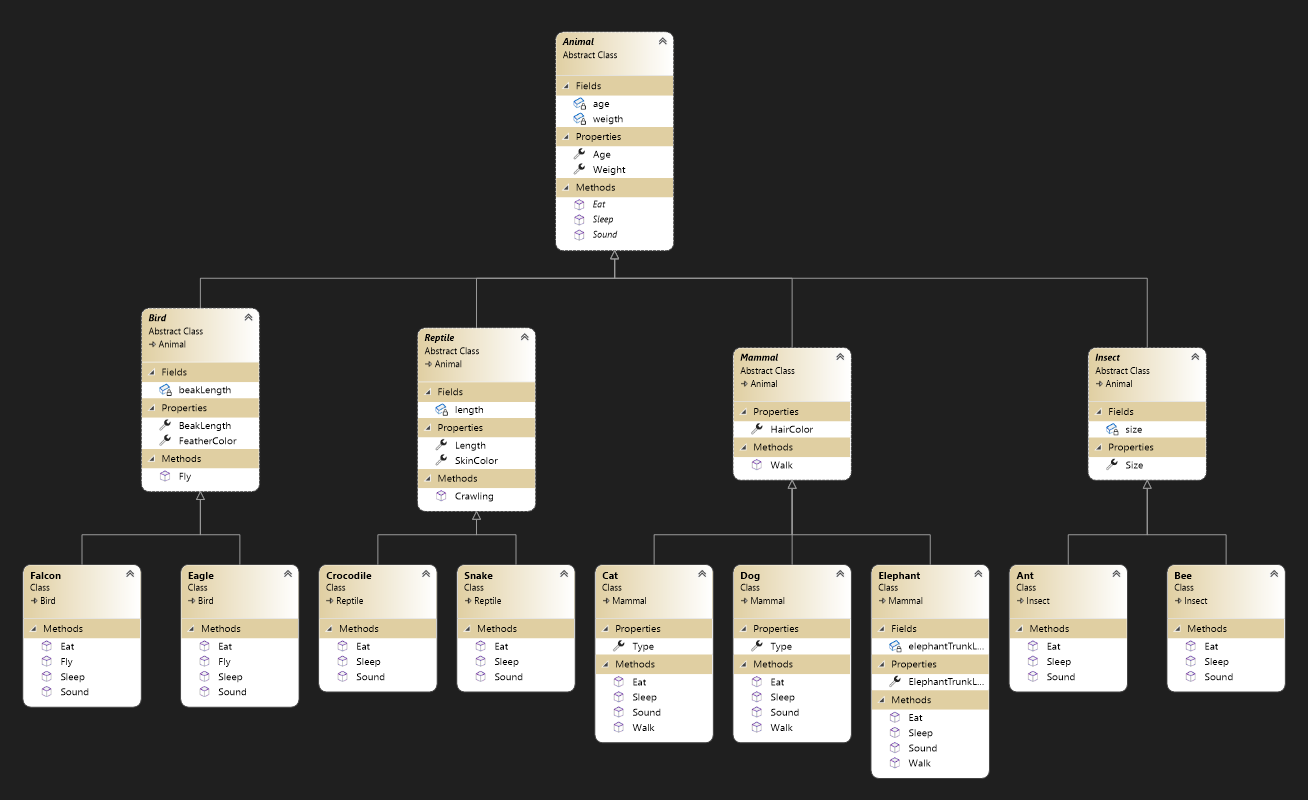 Animal
Abstract Class
Fields
age
weigth
Properties
Age
Weight
Methods
Eat
Sleep
Sound
Bird
Abstract Class
Animal
Fields
beakLength
Properties
BeakLength
FeatherColor
Methods
Fly
Reptile
Abstract Class
Animal
Fields
length
Properties
Length
SkinColor
Methods
Crawling
Mammal
Abstract Class
Animal
Properties
HairColor
Methods
Walk
Insect
Abstract Class
Animal
Fields
size
Properties
Size
Falcon
Class
Bird
Methods
Eat
Fly
Sleep
Sound
Eagle
Class
Bird
Methods
Eat
Fly
Sleep
Sound
Crocodile
Class
Reptile
Methods
Eat
Sleep
Sound
Snake
Class
Reptile
Methods
Eat
Sleep
Sound
Cat
Class
Mammal
Properties
Type
Methods
Eat
Sleep
Sound
Walk
Dog
Class
Mammal
Properties
Type
Methods
Eat
Sleep
Sound
Walk
Elephant
Class
Mammal
Fields
elephantTrunkL...
Properties
ElephantTrunkL...
Methods
Eat
Sleep
Sound
Walk
Ant
Class
Insect
Methods
Eat
Sleep
Sound
Bee
Class
Insect
Methods
Eat
Sleep
Sound